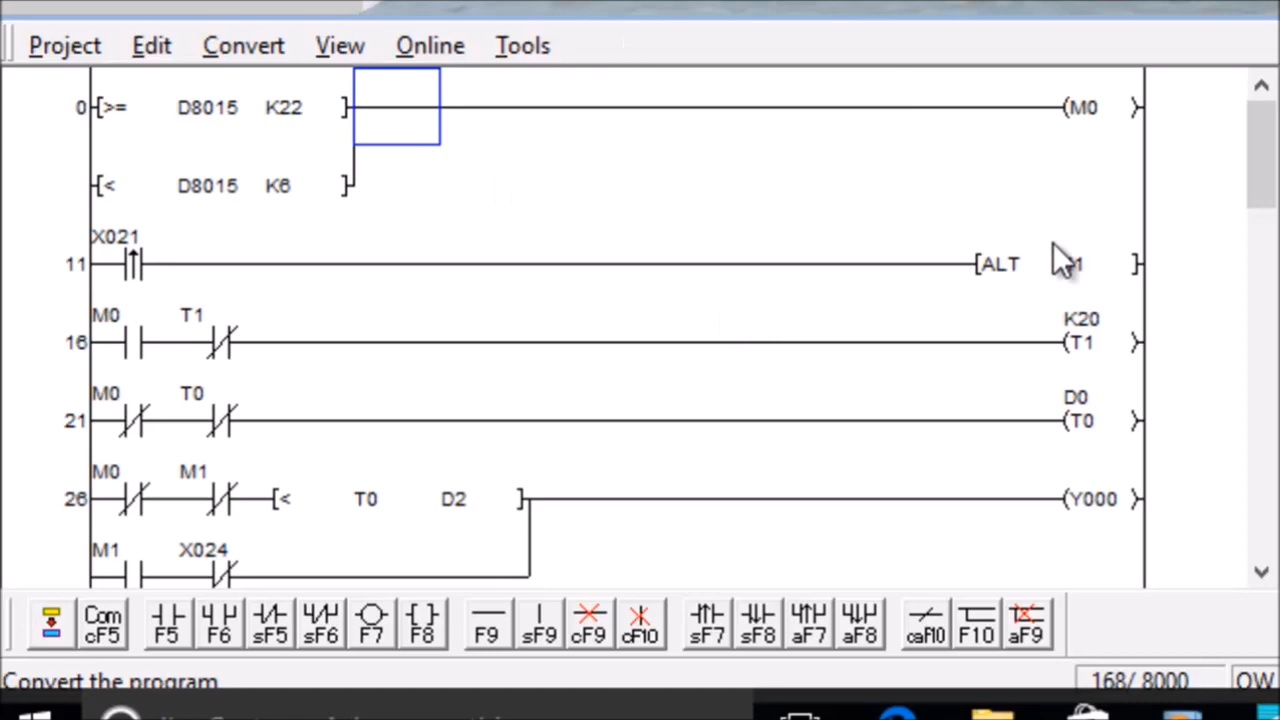 Project Edit Convert View Online Tools
0 [>= D8015 K22 ] (M0 )
[< D8015 K6 ]
X021
11 [ALT 1 ]
M0 T1 K20
16 (T1 )
M0 T0 D0
21 (T0 )
M0 M1
26 [< T0 D2 ] (Y000 )
M1 X024
Com
cF5 F5 F6 sF5 sF6 F7 F8 F9 sF9 cF9 cF10 sF7 sF8 aF7 aF8 caF10 F10 aF9
Convert the program 168/ 8000 OW